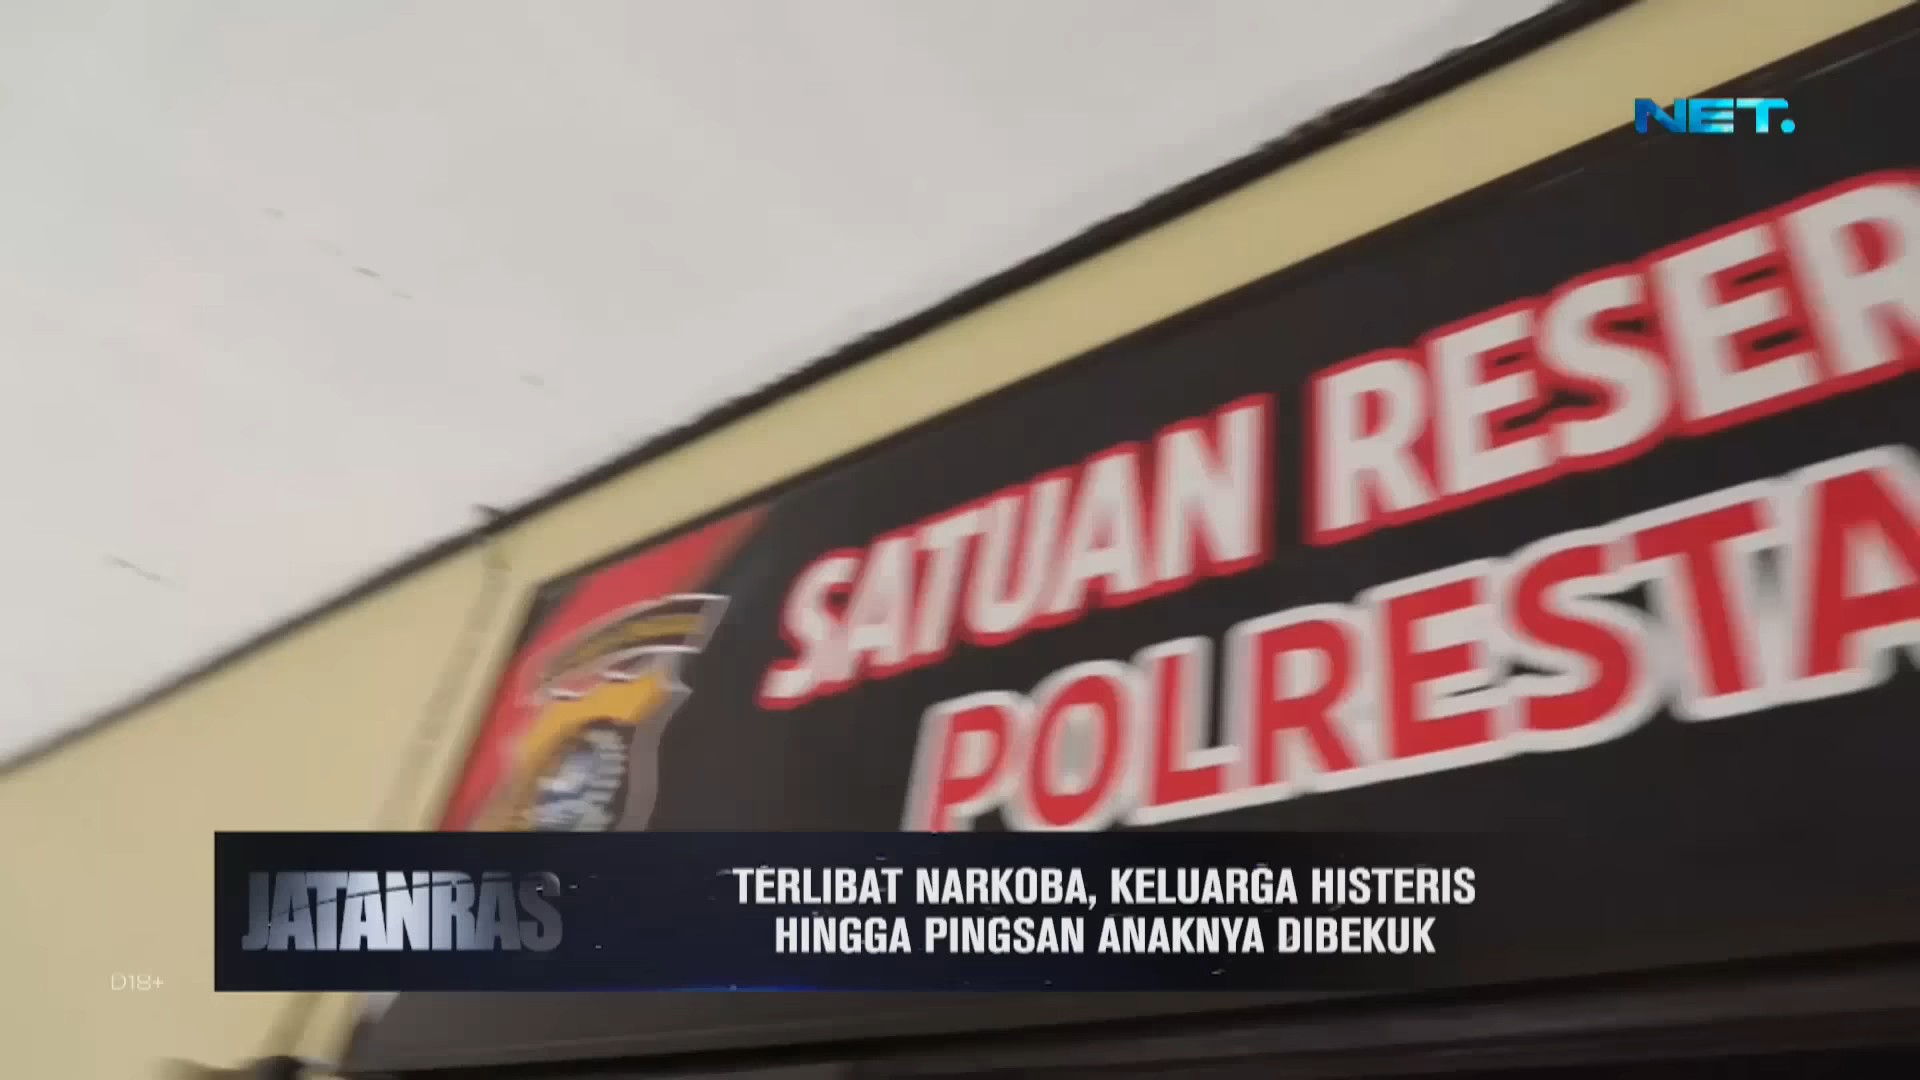 NET.
SATUAN RESER
POLRESTA
JATANRAS
TERLIBAT NARKOBA, KELUARGA HISTERIS
HINGGA PINGSAN ANAKNYA DIBEKUK
D18+